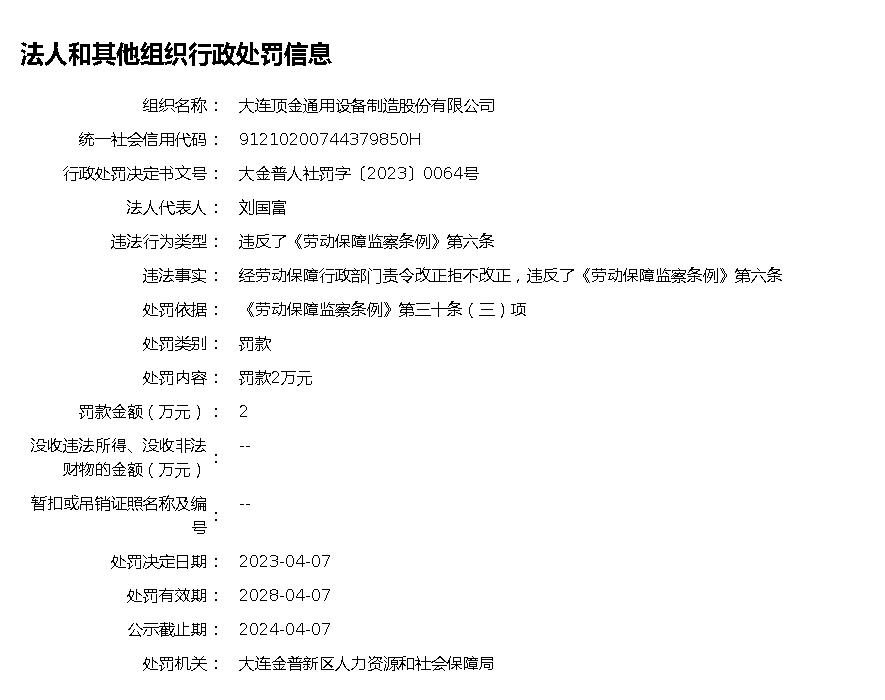 法人和其他组织行政处罚信息
组织名称： 大连顶金通用设备制造股份有限公司
统一社会信用代码： 91210200744379850H
行政处罚决定书文号： 大金普人社罚字〔2023〕0064号
法人代表人： 刘国富
违法行为类型： 违反了《劳动保障监察条例》第六条
违法事实： 经劳动保障行政部门责令改正拒不改正，违反了《劳动保障监察条例》第六条
处罚依据： 《劳动保障监察条例》第三十条（三）项
处罚类别： 罚款
处罚内容： 罚款2万元
罚款金额（万元）： 2
没收违法所得、没收非法
财物的金额（万元）： --
暂扣或吊销证照名称及编
号： --
处罚决定日期： 2023-04-07
处罚有效期： 2028-04-07
公示截止期： 2024-04-07
处罚机关： 大连金普新区人力资源和社会保障局